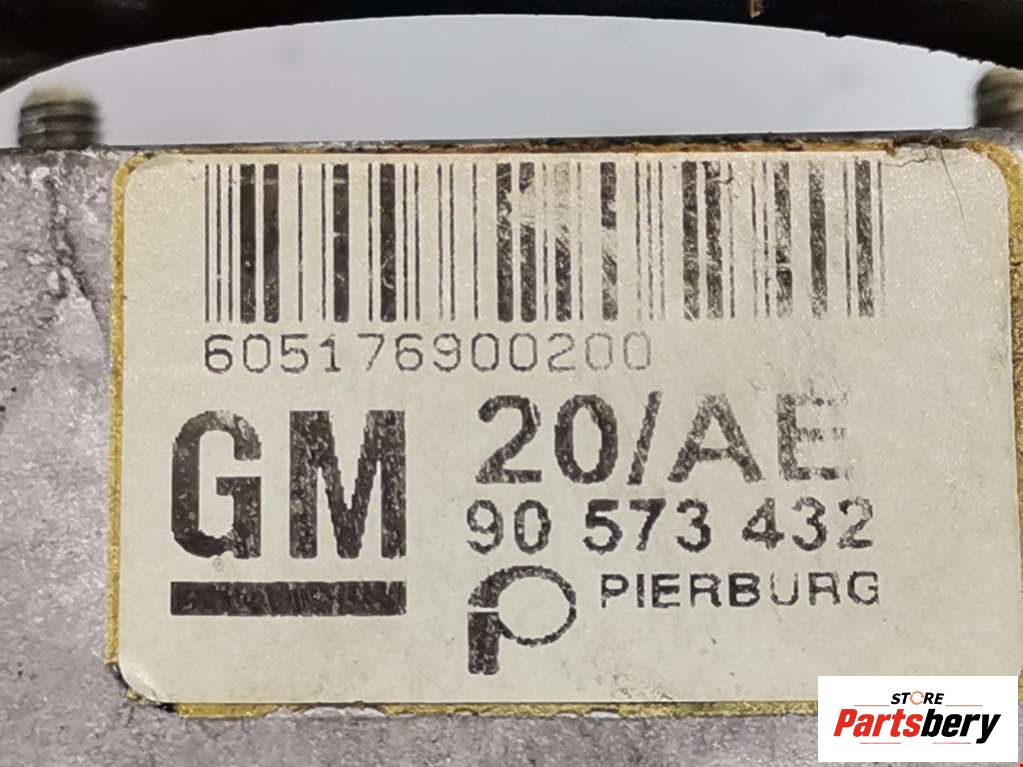 605176900200
GM
20/AE
90 573 432
PIERBURG
STORE
Partsbery